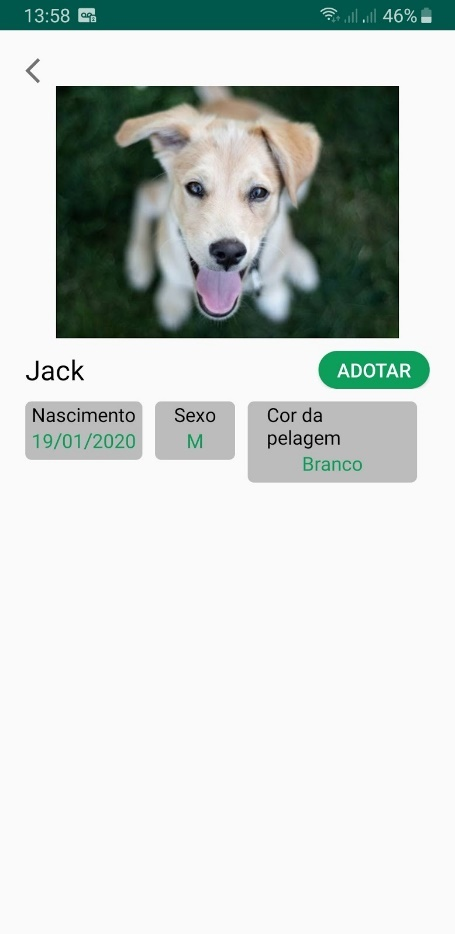 13:58 46%
Jack ADOTAR
Nascimento Sexo Cor da
pelagem
19/01/2020 M Branco